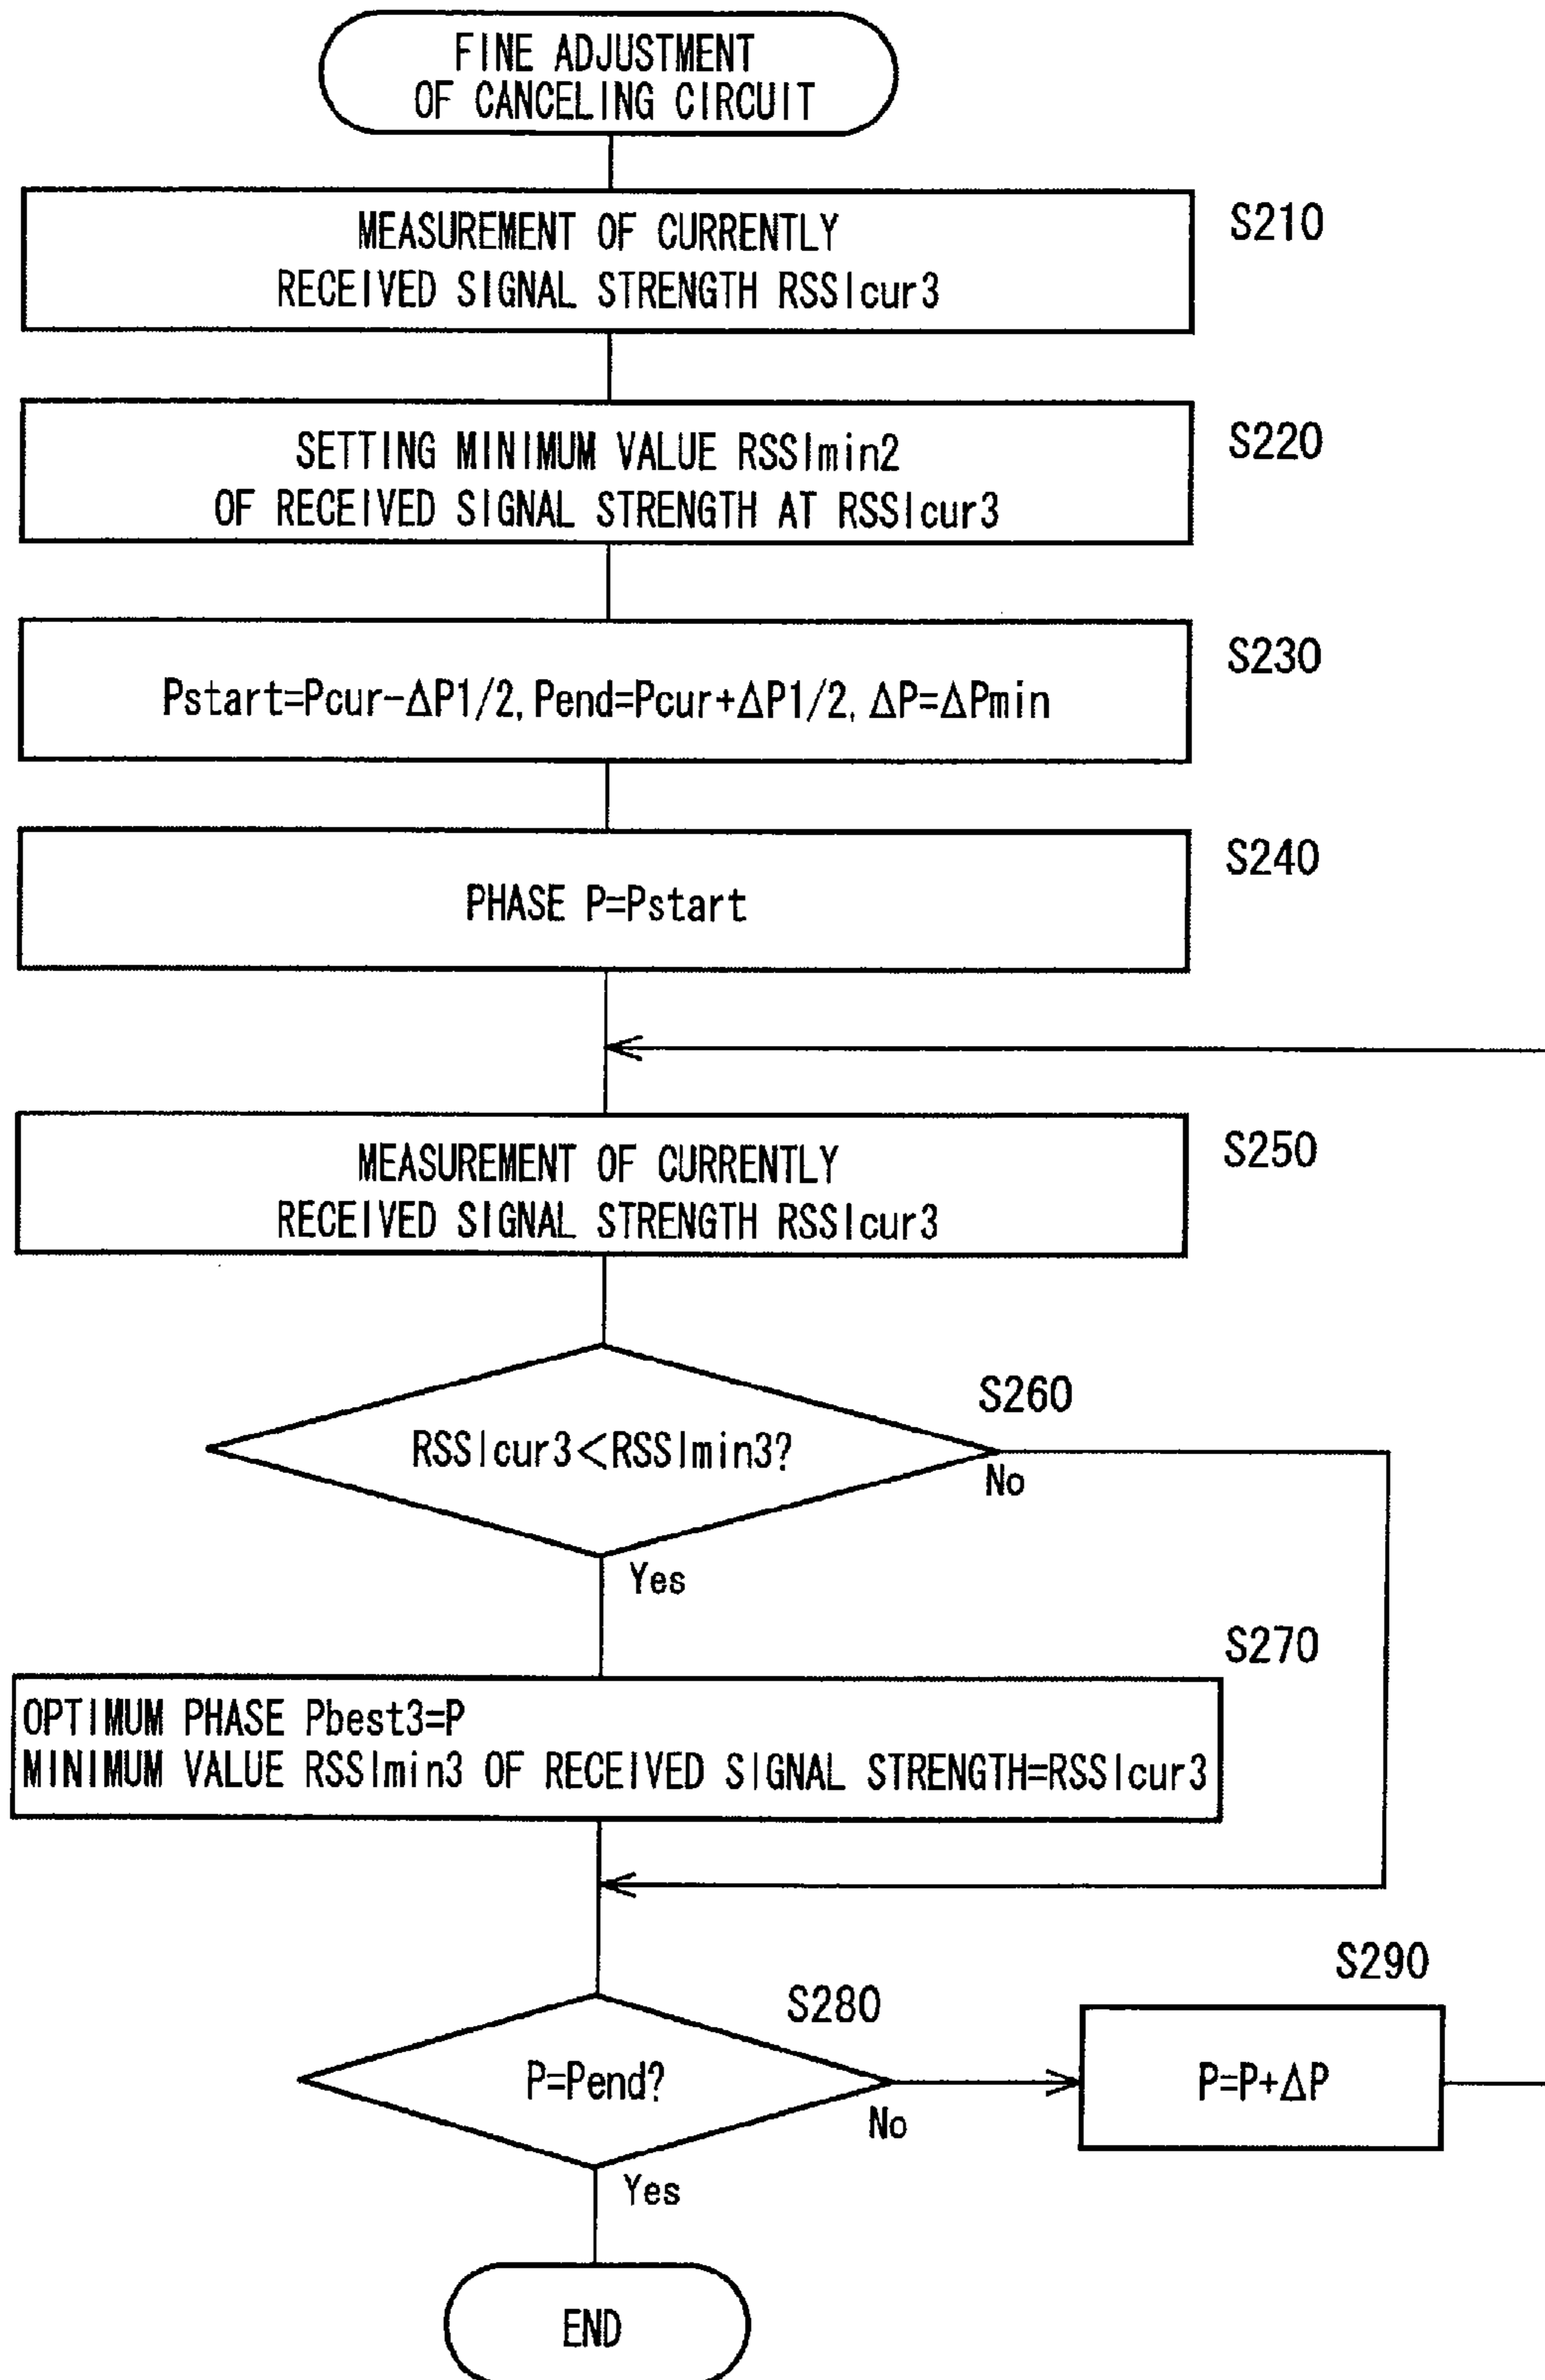 FINE ADJUSTMENT
OF CANCELING CIRCUIT
MEASUREMENT OF CURRENTLY
RECEIVED SIGNAL STRENGTH RSSIcur3
S210
SETTING MINIMUM VALUE RSSImin2
OF RECEIVED SIGNAL STRENGTH AT RSSIcur3
S220
Pstart=Pcur-ΔP1/2, Pend=Pcur+ΔP1/2, ΔP=ΔPmin
S230
PHASE P=Pstart
S240
MEASUREMENT OF CURRENTLY
RECEIVED SIGNAL STRENGTH RSSIcur3
S250
S260
RSSIcur3<RSSImin3?
No
Yes
S270
OPTIMUM PHASE Pbest3=P
MINIMUM VALUE RSSImin3 OF RECEIVED SIGNAL STRENGTH=RSSIcur3
S280
P=Pend?
No
Yes
S290
P=P+ΔP
END